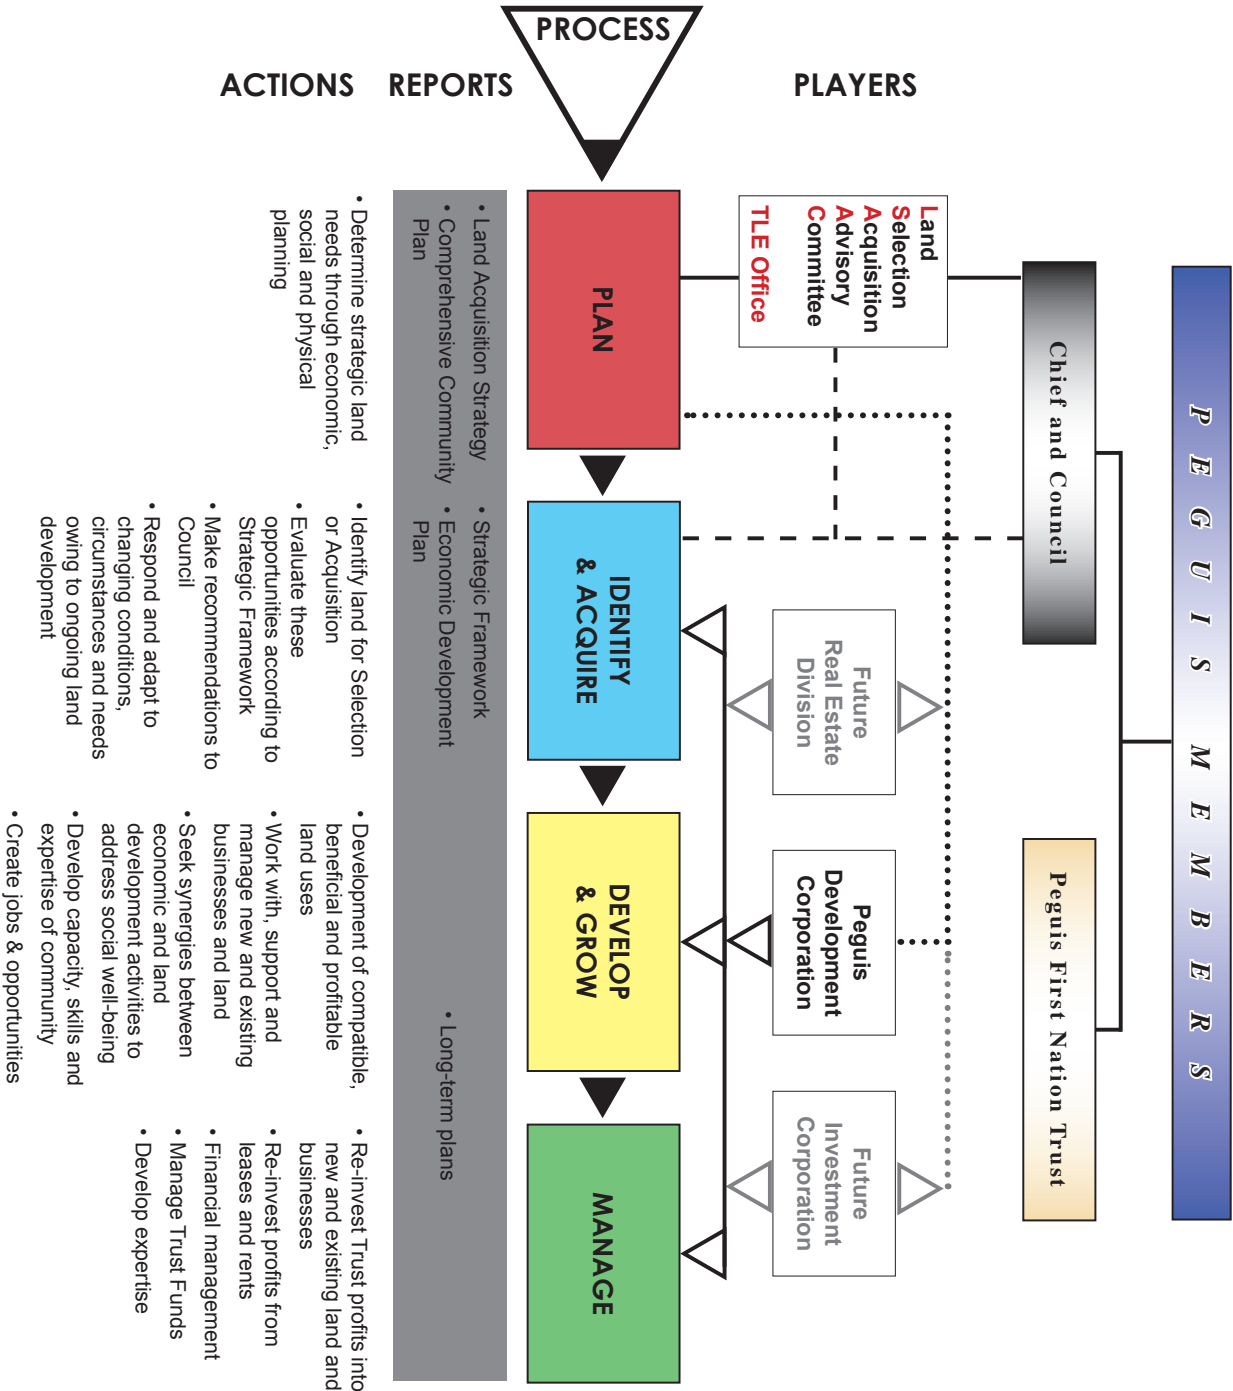 PEGUIS MEMBERS
Chief and Council
Peguis First Nation Trust
PLAYERS
Land
Selection
Acquisition
Advisory
Committee
TLE Office
Future
Real Estate
Division
Peguis
Development
Corporation
Future
Investment
Corporation
PROCESS
PLAN
IDENTIFY
& ACQUIRE
DEVELOP
& GROW
MANAGE
REPORTS
• Land Acquisition Strategy
• Comprehensive Community
Plan
• Strategic Framework
• Economic Development
Plan
• Long-term plans
ACTIONS
• Determine strategic land
needs through economic,
social and physical
planning
• Identify land for Selection
or Acquisition
• Evaluate these
opportunities according to
Strategic Framework
• Make recommendations to
Council
• Respond and adapt to
changing conditions,
circumstances and needs
owing to ongoing land
development
• Development of compatible,
beneficial and profitable
land uses
• Work with, support and
manage new and existing
businesses and land
• Seek synergies between
economic and land
development activities to
address social well-being
• Develop capacity, skills and
expertise of community
• Create jobs & opportunities
• Re-invest Trust profits into
new and existing land and
businesses
• Re-invest profits from
leases and rents
• Financial management
• Manage Trust Funds
• Develop expertise